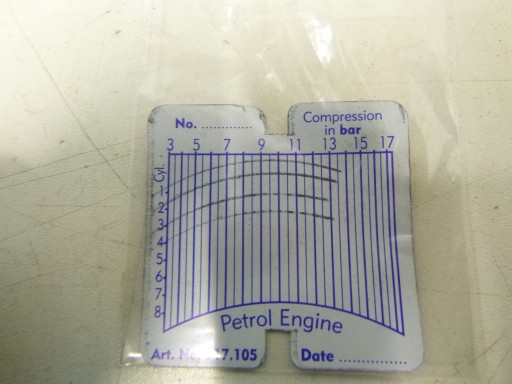 No. .............
Compression
in bar
3 5 7 9 11 13 15 17
Cyl.
1
2
3
4
5
6
7
8
Petrol Engine
Art. No. 7.105
Date ................